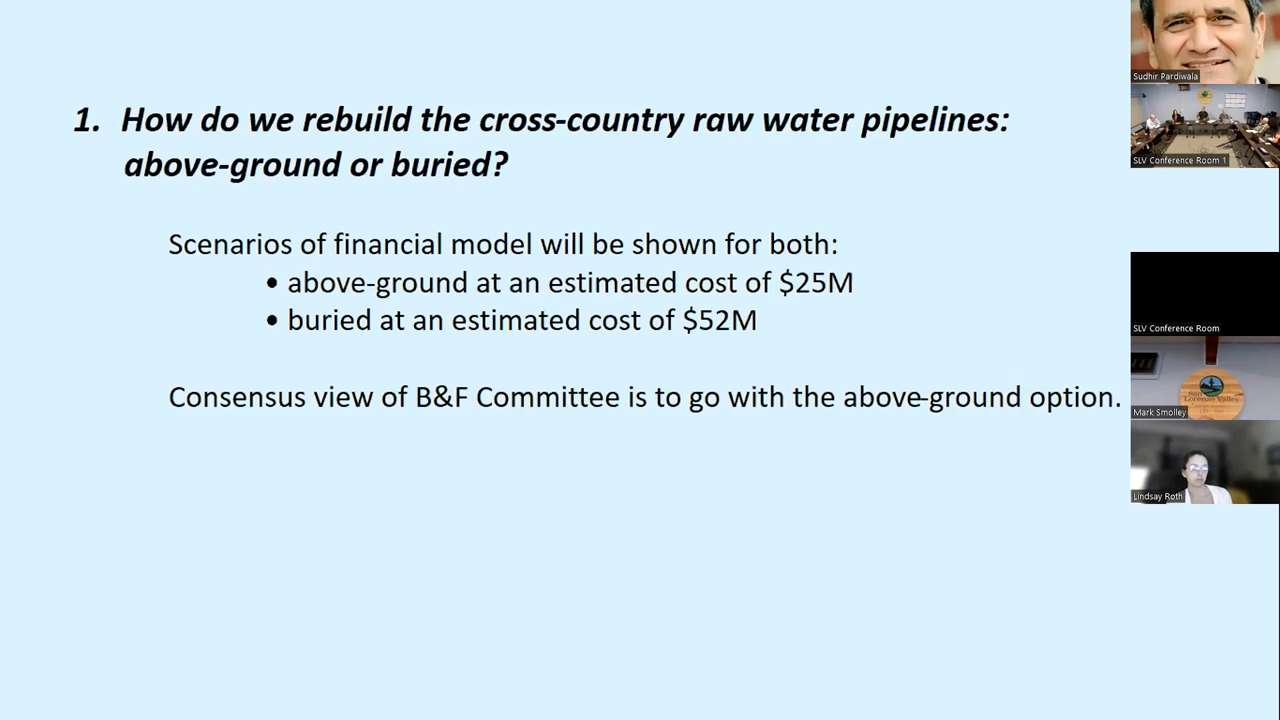 1. How do we rebuild the cross-country raw water pipelines:
above-ground or buried?
Scenarios of financial model will be shown for both:
• above-ground at an estimated cost of $25M
• buried at an estimated cost of $52M
Consensus view of B&F Committee is to go with the above-ground option.
Sudhir Pardiwala
SLV Conference Room 1
SLV Conference Room
San
Lorenzo Valley
Mark Smolley
Lindsay Roth